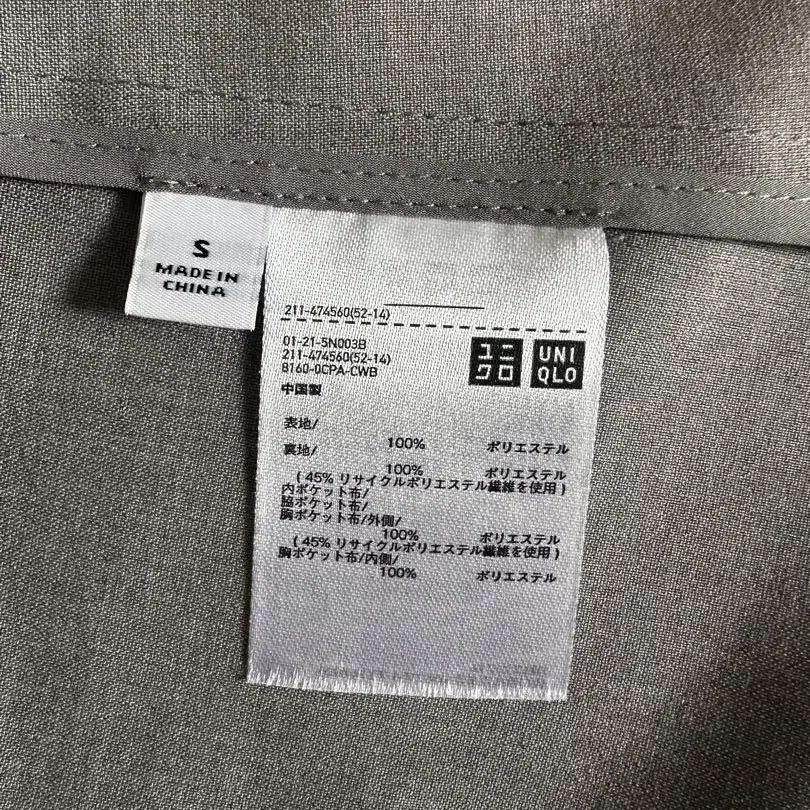 S
MADE IN
CHINA
211-474560(52-14)
01-21-5N003B
211-474560(52-14)
8160-0CPA-CWB
中国製
ユニ
クロ
UNI
QLO
表地/
100% ポリエステル
裏地/
100% ポリエステル
( 45% リサイクルポリエステル繊維を使用 )
内ポケット布/
脇ポケット布/
胸ポケット布/外側/
100% ポリエステル
( 45% リサイクルポリエステル繊維を使用 )
胸ポケット布/内側/
100% ポリエステル